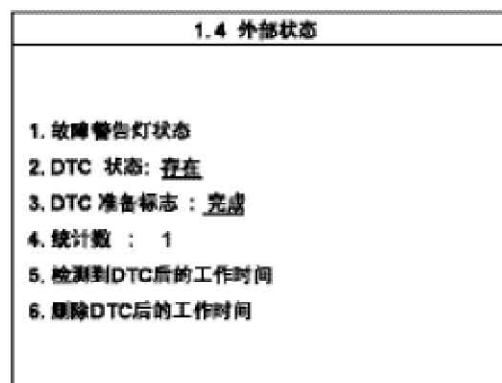 1.4 外部状态
1. 故障警告灯状态
2. DTC 状态: 存在
3. DTC 准备标志 : 完成
4. 统计数 : 1
5. 检测到DTC后的工作时间
6. 删除DTC后的工作时间